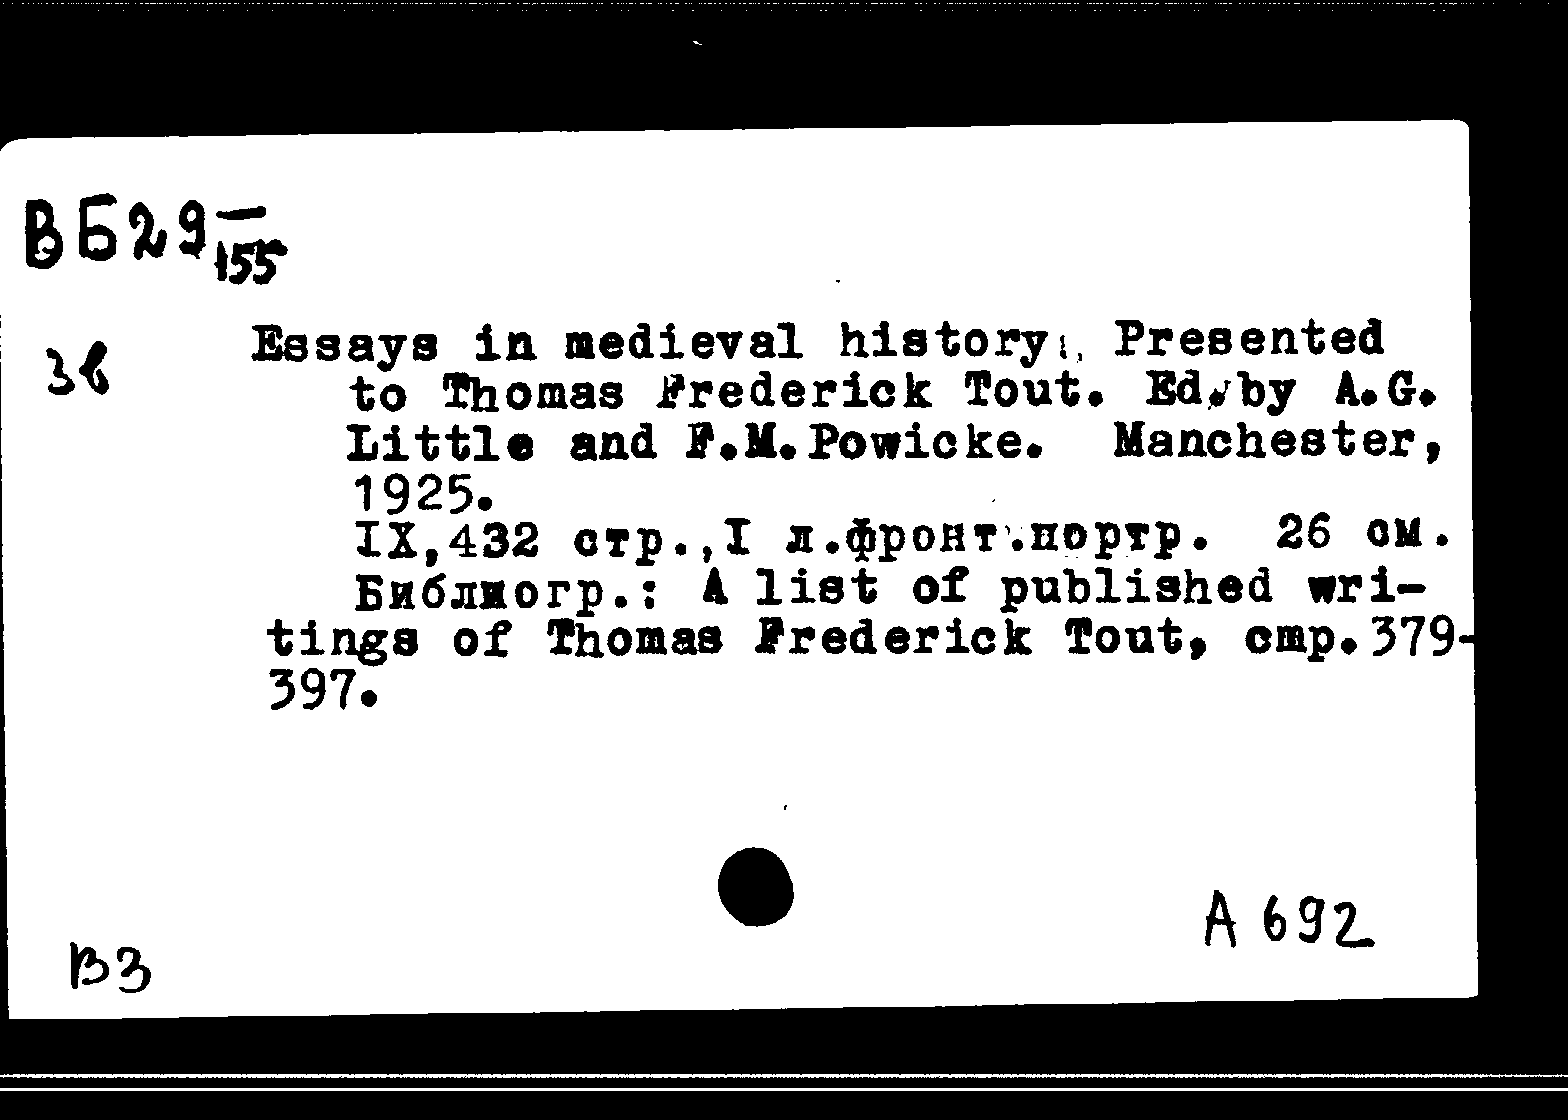 ВБ29—
155
3в
Essays in medieval history, Presented
to Thomas Frederick Tout. Ed. by A.G.
Little and F.M.Powicke. Manchester,
1925.
IX,432 стр.,I л.фронт.портр. 26 см.
Библиогр.: A list of published wri-
tings of Thomas Frederick Tout, cmp.379-
397.
А 692
В3